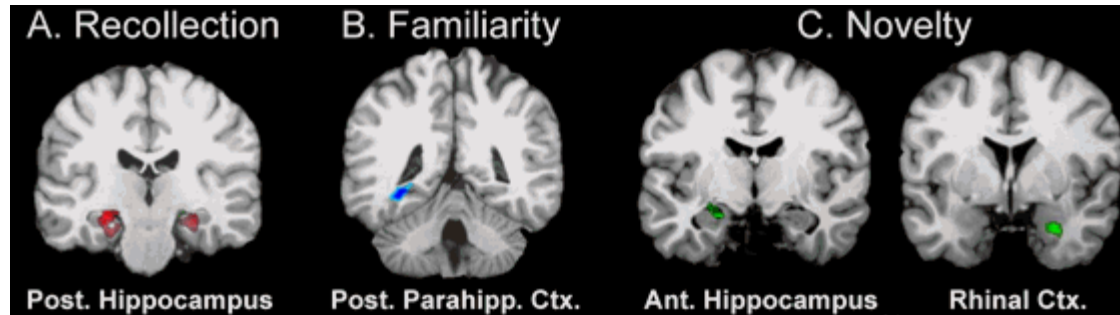 A. Recollection
B. Familiarity
C. Novelty
Post. Hippocampus
Post. Parahipp. Ctx.
Ant. Hippocampus
Rhinal Ctx.